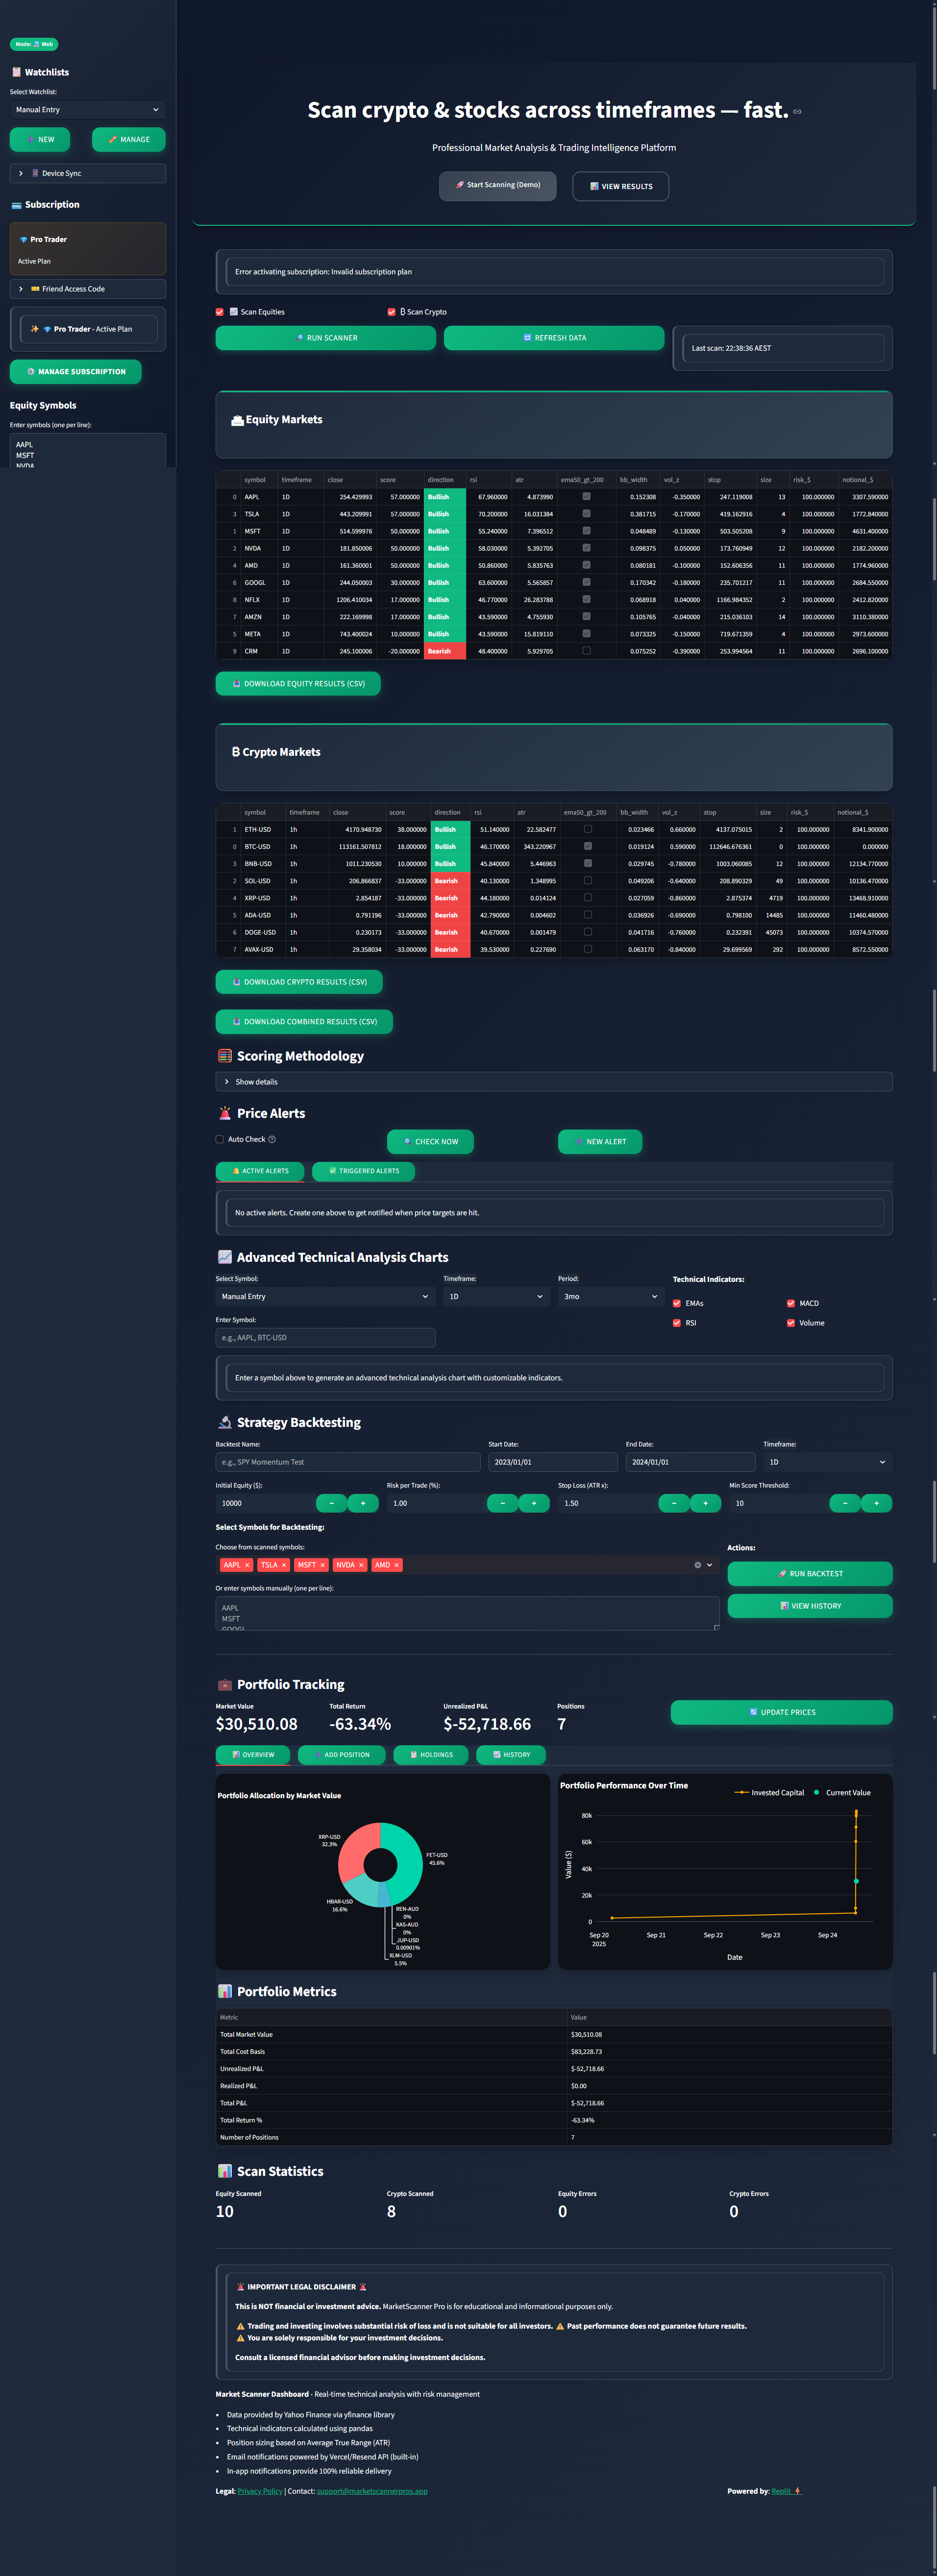 Mode: Web
Watchlists
Select Watchlist:
Manual Entry
NEW
MANAGE
Device Sync
Subscription
Pro Trader
Active Plan
Friend Access Code
Pro Trader - Active Plan
MANAGE SUBSCRIPTION
Equity Symbols
Enter symbols (one per line):
AAPL
MSFT
NVDA
Scan crypto & stocks across timeframes — fast.
Professional Market Analysis & Trading Intelligence Platform
Start Scanning (Demo)
VIEW RESULTS
Error activating subscription: Invalid subscription plan
Scan Equities
₿ Scan Crypto
RUN SCANNER
REFRESH DATA
Last scan: 22:38:36 AEST
Equity Markets
symbol timeframe close score direction rsi atr ema50_gt_200 bb_width vol_z stop size risk_$ notional_$
0 AAPL 1D 254.429993 57.000000 Bullish 67.960000 4.873990 0.152308 -0.350000 247.119008 13 100.000000 3307.590000
3 TSLA 1D 443.209991 57.000000 Bullish 70.200000 16.031384 0.381715 -0.170000 419.162916 4 100.000000 1772.840000
1 MSFT 1D 514.599976 50.000000 Bullish 55.240000 7.396512 0.048489 -0.130000 503.505208 9 100.000000 4631.400000
2 NVDA 1D 181.850006 50.000000 Bullish 58.030000 5.392705 0.098375 0.050000 173.760949 12 100.000000 2182.200000
4 AMD 1D 161.360001 50.000000 Bullish 50.860000 5.835763 0.080181 -0.100000 152.606356 11 100.000000 1774.960000
6 GOOGL 1D 244.050003 30.000000 Bullish 63.600000 5.565857 0.170342 -0.180000 235.701217 11 100.000000 2684.550000
8 NFLX 1D 1206.410034 17.000000 Bullish 46.770000 26.283788 0.068918 0.040000 1166.984352 2 100.000000 2412.820000
7 AMZN 1D 222.169998 17.000000 Bullish 43.590000 4.755930 0.105765 -0.040000 215.036103 14 100.000000 3110.380000
5 META 1D 743.400024 10.000000 Bullish 43.590000 15.819110 0.073325 -0.150000 719.671359 4 100.000000 2973.600000
9 CRM 1D 245.100006 -20.000000 Bearish 48.400000 5.929705 0.075252 -0.390000 253.994564 11 100.000000 2696.100000
DOWNLOAD EQUITY RESULTS (CSV)
₿ Crypto Markets
symbol timeframe close score direction rsi atr ema50_gt_200 bb_width vol_z stop size risk_$ notional_$
1 ETH-USD 1h 4170.948730 38.000000 Bullish 51.140000 22.582477 0.023466 0.660000 4137.075015 2 100.000000 8341.900000
0 BTC-USD 1h 113161.507812 18.000000 Bullish 46.170000 343.220967 0.019124 0.590000 112646.676361 0 100.000000 0.000000
3 BNB-USD 1h 1011.230530 10.000000 Bullish 45.840000 5.446963 0.029745 -0.780000 1003.060085 12 100.000000 12134.770000
2 SOL-USD 1h 206.866837 -33.000000 Bearish 40.130000 1.348995 0.049206 -0.640000 208.890329 49 100.000000 10136.470000
4 XRP-USD 1h 2.854187 -33.000000 Bearish 44.180000 0.014124 0.027059 -0.860000 2.875374 4719 100.000000 13468.910000
5 ADA-USD 1h 0.791196 -33.000000 Bearish 42.790000 0.004602 0.036926 -0.690000 0.798100 14485 100.000000 11460.480000
6 DOGE-USD 1h 0.230173 -33.000000 Bearish 40.670000 0.001479 0.041716 -0.760000 0.232391 45073 100.000000 10374.570000
7 AVAX-USD 1h 29.358034 -33.000000 Bearish 39.530000 0.227690 0.063170 -0.840000 29.699569 292 100.000000 8572.550000
DOWNLOAD CRYPTO RESULTS (CSV)
DOWNLOAD COMBINED RESULTS (CSV)
Scoring Methodology
Show details
Price Alerts
Auto Check
CHECK NOW
NEW ALERT
ACTIVE ALERTS
TRIGGERED ALERTS
No active alerts. Create one above to get notified when price targets are hit.
Advanced Technical Analysis Charts
Select Symbol: Timeframe: Period: Technical Indicators:
Manual Entry 1D 3mo
EMAs MACD
Enter Symbol:
RSI Volume
e.g., AAPL, BTC-USD
Enter a symbol above to generate an advanced technical analysis chart with customizable indicators.
Strategy Backtesting
Backtest Name: Start Date: End Date: Timeframe:
e.g., SPY Momentum Test 2023/01/01 2024/01/01 1D
Initial Equity ($): Risk per Trade (%): Stop Loss (ATR x): Min Score Threshold:
10000 − + 1.00 − + 1.50 − + 10 − +
Select Symbols for Backtesting:
Choose from scanned symbols:
Actions:
AAPL × TSLA × MSFT × NVDA × AMD ×
RUN BACKTEST
Or enter symbols manually (one per line):
AAPL
MSFT
GOOGL
VIEW HISTORY
Portfolio Tracking
Market Value Total Return Unrealized P&L Positions
$30,510.08 -63.34% $-52,718.66 7
UPDATE PRICES
OVERVIEW
ADD POSITION
HOLDINGS
HISTORY
Portfolio Allocation by Market Value
XRP-USD
32.3%
FET-USD
45.6%
HBAR-USD
16.6%
REN-AUD
0%
KAS-AUD
0%
JUP-USD
0.00901%
XLM-USD
5.5%
Portfolio Performance Over Time
Invested Capital Current Value
80k
60k
40k
20k
0
Value ($)
Sep 20 Sep 21 Sep 22 Sep 23 Sep 24
2025
Date
Portfolio Metrics
Metric Value
Total Market Value $30,510.08
Total Cost Basis $83,228.73
Unrealized P&L $-52,718.66
Realized P&L $0.00
Total P&L $-52,718.66
Total Return % -63.34%
Number of Positions 7
Scan Statistics
Equity Scanned Crypto Scanned Equity Errors Crypto Errors
10 8 0 0
IMPORTANT LEGAL DISCLAIMER
This is NOT financial or investment advice. MarketScanner Pro is for educational and informational purposes only.
Trading and investing involves substantial risk of loss and is not suitable for all investors. Past performance does not guarantee future results.
You are solely responsible for your investment decisions.
Consult a licensed financial advisor before making investment decisions.
Market Scanner Dashboard - Real-time technical analysis with risk management
• Data provided by Yahoo Finance via yfinance library
• Technical indicators calculated using pandas
• Position sizing based on Average True Range (ATR)
• Email notifications powered by Vercel/Resend API (built-in)
• In-app notifications provide 100% reliable delivery
Legal: Privacy Policy | Contact: support@marketscannerpros.app
Powered by: Replit